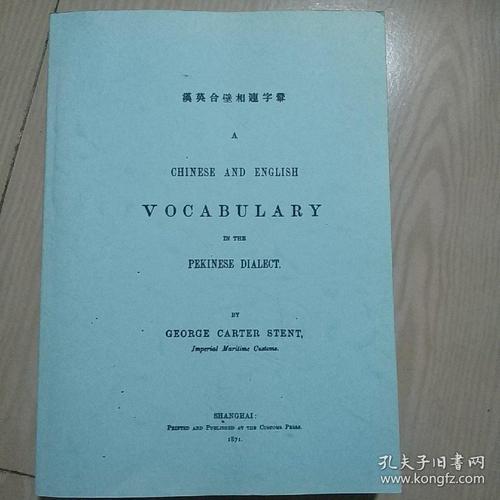 漢英合壁相連字彙
A
CHINESE AND ENGLISH
VOCABULARY
IN THE
PEKINESE DIALECT.
BY
GEORGE CARTER STENT,
Imperial Maritime Customs.
SHANGHAI:
PRINTED AND PUBLISHED AT THE CUSTOMS PRESS.
1871.
孔夫子旧书网
www.kongfz.com